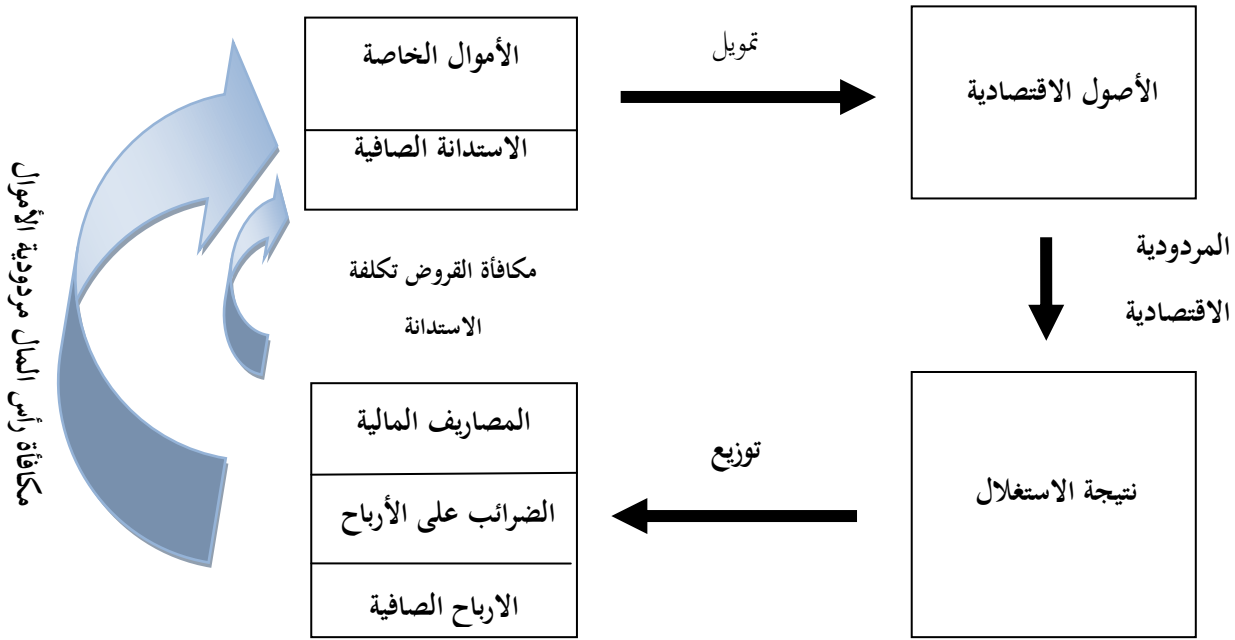 الأموال الخاصة
تمويل
الأصول الاقتصادية
الاستدانة الصافية
المردودية
الاقتصادية
مكافأة القروض تكلفة
الاستدانة
مكافأة رأس المال مردودية الأموال
المصاريف المالية
توزيع
نتيجة الاستغلال
الضرائب على الأرباح
الارباح الصافية